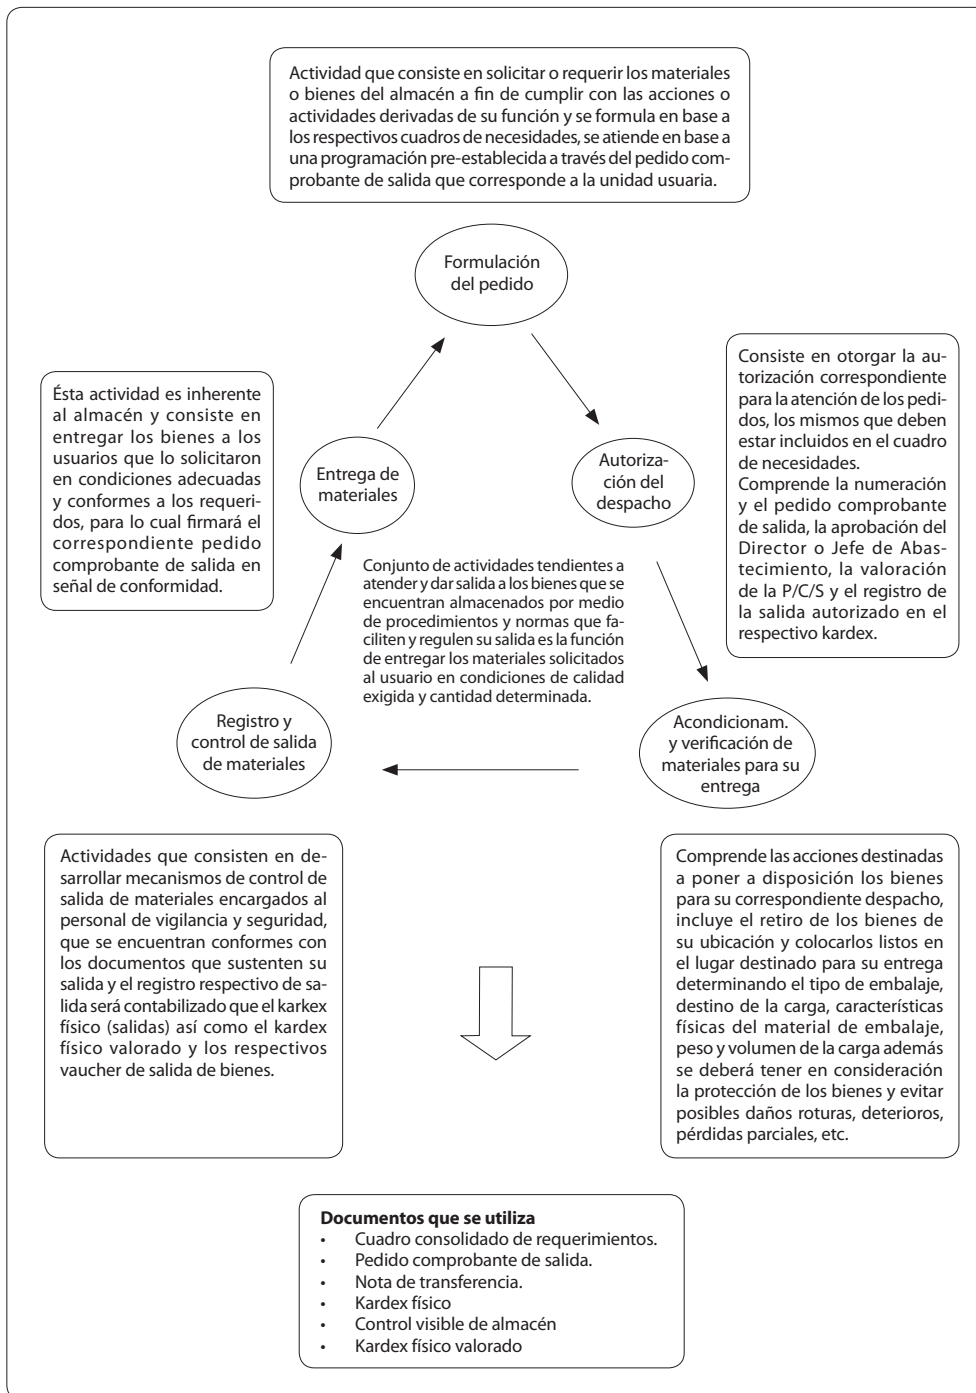 Actividad que consiste en solicitar o requerir los materiales
o bienes del almacén a fin de cumplir con las acciones o
actividades derivadas de su función y se formula en base a
los respectivos cuadros de necesidades, se atiende en base a
una programación pre-establecida a través del pedido com-
probante de salida que corresponde a la unidad usuaria.
Formulación
del pedido
Consiste en otorgar la au-
torización correspondiente
para la atención de los pedi-
dos, los mismos que deben
estar incluidos en el cuadro
de necesidades.
Comprende la numeración
y el pedido comprobante
de salida, la aprobación del
Director o Jefe de Abas-
tecimiento, la valoración
de la P/C/S y el registro de
la salida autorizado en el
respectivo kardex.
Ésta actividad es inherente
al almacén y consiste en
entregar los bienes a los
usuarios que lo solicitaron
en condiciones adecuadas
y conformes a los requeri-
dos, para lo cual firmará el
correspondiente pedido
comprobante de salida en
señal de conformidad.
Entrega de
materiales
Autoriza-
ción del
despacho
Conjunto de actividades tendientes a
atender y dar salida a los bienes que se
encuentran almacenados por medio
de procedimientos y normas que fa-
ciliten y regulen su salida es la función
de entregar los materiales solicitados
al usuario en condiciones de calidad
exigida y cantidad determinada.
Registro y
control de salida
de materiales
Acondicionam.
y verificación de
materiales para su
entrega
Actividades que consisten en de-
sarrollar mecanismos de control de
salida de materiales encargados al
personal de vigilancia y seguridad,
que se encuentran conformes con
los documentos que sustenten su
salida y el registro respectivo de sa-
lida será contabilizado que el karkex
físico (salidas) así como el kardex
físico valorado y los respectivos
vaucher de salida de bienes.
Comprende las acciones destinadas
a poner a disposición los bienes
para su correspondiente despacho,
incluye el retiro de los bienes de
su ubicación y colocarlos listos en
el lugar destinado para su entrega
determinando el tipo de embalaje,
destino de la carga, características
físicas del material de embalaje,
peso y volumen de la carga además
se deberá tener en consideración
la protección de los bienes y evitar
posibles daños roturas, deterioros,
pérdidas parciales, etc.
Documentos que se utiliza
• Cuadro consolidado de requerimientos.
• Pedido comprobante de salida.
• Nota de transferencia.
• Kardex físico
• Control visible de almacén
• Kardex físico valorado